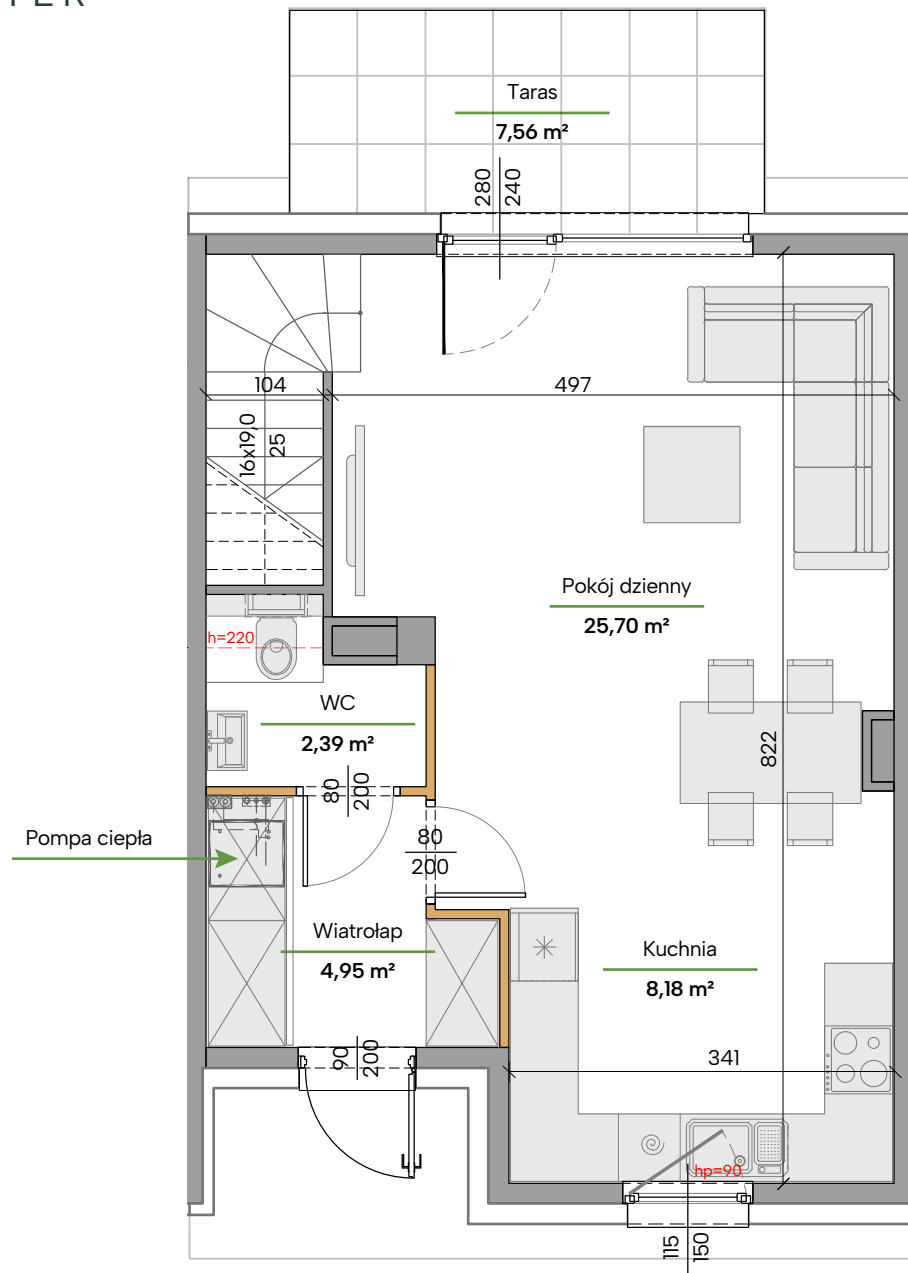 Taras
7,56 m²
280
240
104
497
16x19,0
25
Pokój dzienny
25,70 m²
h=220
WC
2,39 m²
822
80
200
Pompa ciepła
80
200
Wiatrołap
4,95 m²
Kuchnia
8,18 m²
90
200
341
hp=90
115
150